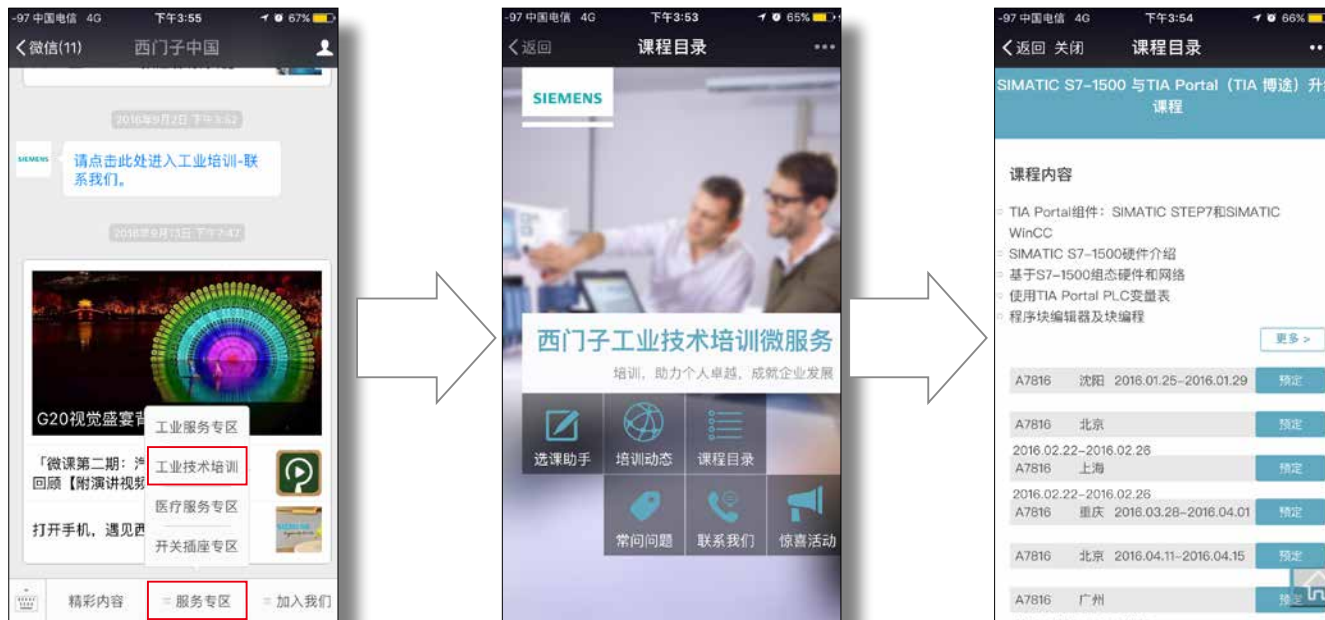 -97 中国电信 4G 下午3:55 67%
微信(11) 西门子中国
2016年9月2日 下午3:52
SIEMENS
请点击此处进入工业培训-联
系我们。
2016年9月13日 下午7:47
G20视觉盛宴背
工业服务专区
「微课第二期：汽
工业技术培训
回顾【附演讲视频
医疗服务专区
打开手机，遇见西
开关插座专区
精彩内容 服务专区 加入我们
-97 中国电信 4G 下午3:53 65%
返回 课程目录
SIEMENS
西门子工业技术培训微服务
培训，助力个人卓越，成就企业发展
选课助手 培训动态 课程目录
常问问题 联系我们 惊喜活动
-97 中国电信 4G 下午3:54 66%
返回 关闭 课程目录
SIMATIC S7-1500 与TIA Portal（TIA 博途）升
课程
课程内容
TIA Portal组件：SIMATIC STEP7和SIMATIC
WinCC
SIMATIC S7-1500硬件介绍
基于S7-1500组态硬件和网络
使用TIA Portal PLC变量表
程序块编辑器及块编程
更多 >
A7816 沈阳 2016.01.25-2016.01.29 预定
A7816 北京 预定
2016.02.22-2016.02.26
A7816 上海 预定
2016.02.22-2016.02.26
A7816 重庆 2016.03.28-2016.04.01 预定
A7816 北京 2016.04.11-2016.04.15 预定
A7816 广州 预定